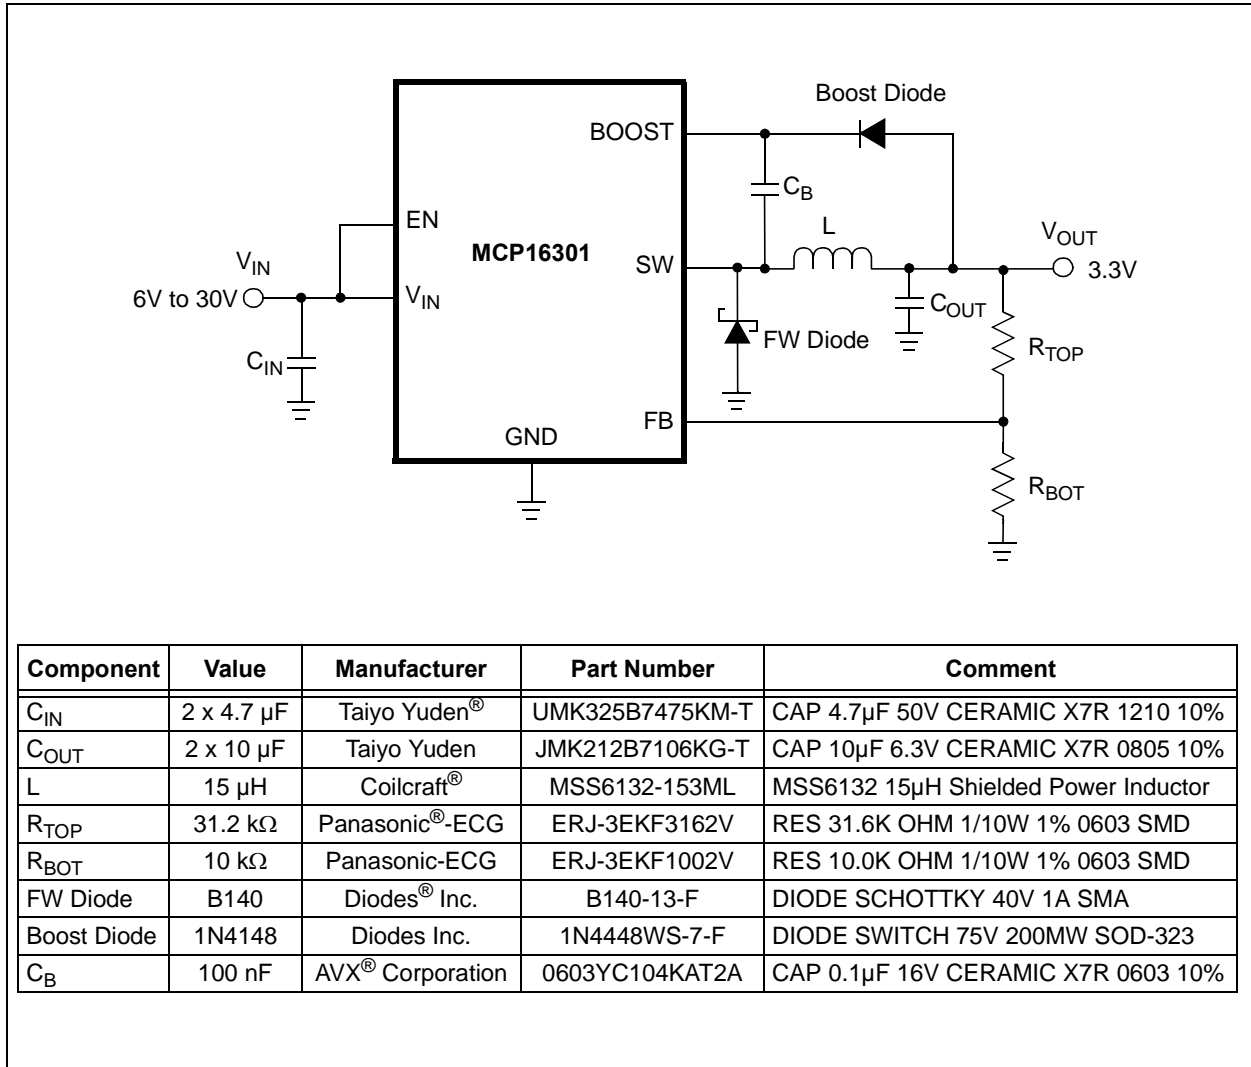 Boost Diode
BOOST
C_B
EN
L
V_OUT
MCP16301
V_IN
SW
3.3V
6V to 30V
V_IN
C_OUT
FW Diode
R_TOP
C_IN
FB
GND
R_BOT
Component Value Manufacturer Part Number Comment
C_IN 2 x 4.7 µF Taiyo Yuden® UMK325B7475KM-T CAP 4.7µF 50V CERAMIC X7R 1210 10%
C_OUT 2 x 10 µF Taiyo Yuden JMK212B7106KG-T CAP 10µF 6.3V CERAMIC X7R 0805 10%
L 15 µH Coilcraft® MSS6132-153ML MSS6132 15µH Shielded Power Inductor
R_TOP 31.2 kΩ Panasonic®-ECG ERJ-3EKF3162V RES 31.6K OHM 1/10W 1% 0603 SMD
R_BOT 10 kΩ Panasonic-ECG ERJ-3EKF1002V RES 10.0K OHM 1/10W 1% 0603 SMD
FW Diode B140 Diodes® Inc. B140-13-F DIODE SCHOTTKY 40V 1A SMA
Boost Diode 1N4148 Diodes Inc. 1N4448WS-7-F DIODE SWITCH 75V 200MW SOD-323
C_B 100 nF AVX® Corporation 0603YC104KAT2A CAP 0.1µF 16V CERAMIC X7R 0603 10%